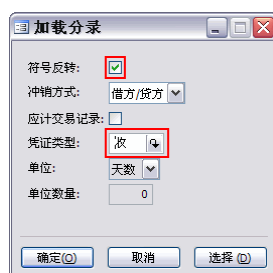 加载分录
符号反转:
冲销方式: 借方/贷方
应计交易记录:
凭证类型:
单位: 天数
单位数量: 0
确定(O) 取消 选择 (D)